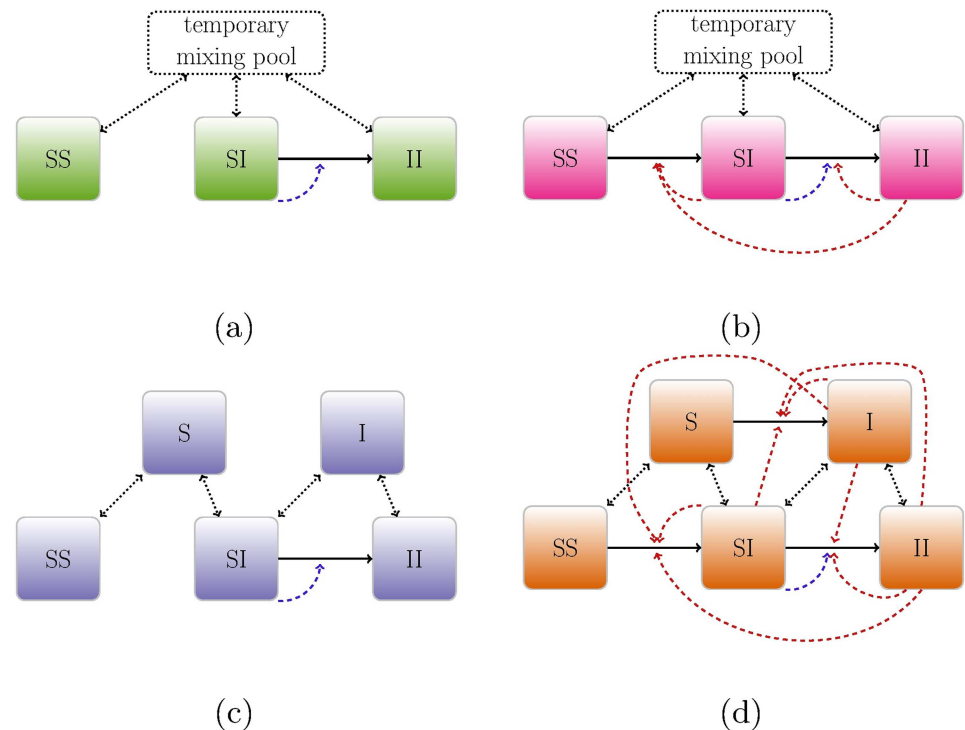 temporary
mixing pool
SS
SI
II
(a)
temporary
mixing pool
SS
SI
II
(b)
S
I
SS
SI
II
(c)
S
I
SS
SI
II
(d)